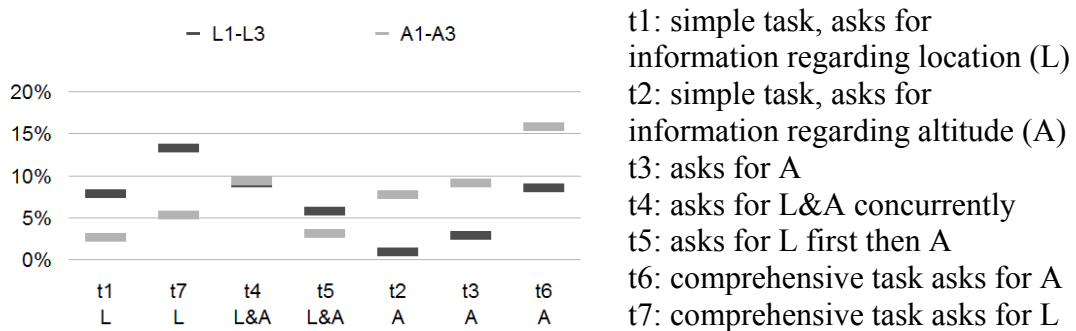 L1-L3 A1-A3
20%
15%
10%
5%
0%
t1 t7 t4 t5 t2 t3 t6
L L L&A L&A A A A
t1: simple task, asks for
information regarding location (L)
t2: simple task, asks for
information regarding altitude (A)
t3: asks for A
t4: asks for L&A concurrently
t5: asks for L first then A
t6: comprehensive task asks for A
t7: comprehensive task asks for L